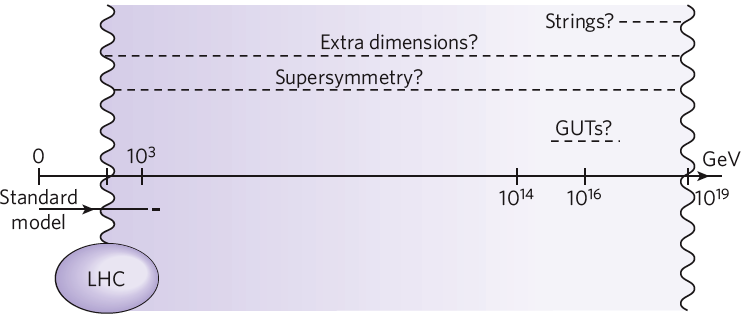 Strings?
Extra dimensions?
Supersymmetry?
GUTs?
0
10³
GeV
10¹⁴
10¹⁶
10¹⁹
Standard
model
LHC